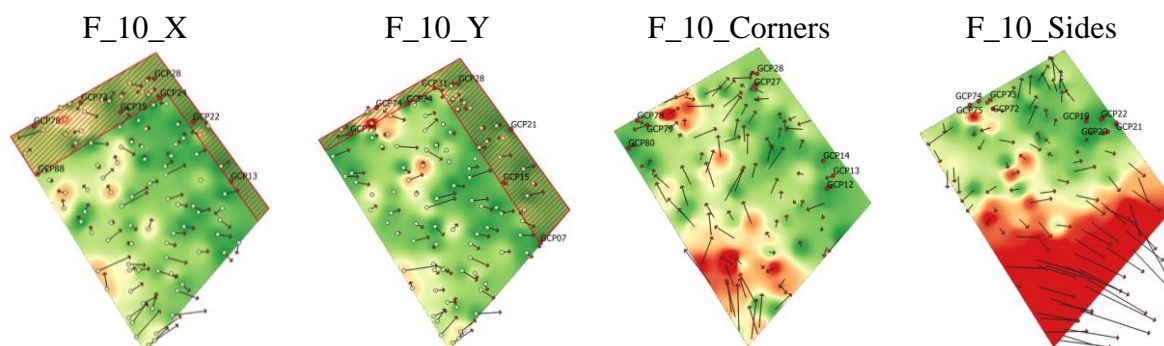 F_10_X
F_10_Y
F_10_Corners
F_10_Sides
GCP28
GCP24
GCP73
GCP35
GCP22
GCP78
GCP88
GCP13
GCP31
GCP28
GCP74
GCP34
GCP79
GCP21
GCP15
GCP07
GCP28
GCP27
GCP78
GCP79
GCP80
GCP14
GCP13
GCP12
GCP74
GCP73
GCP75
GCP72
GCP19
GCP22
GCP20
GCP21